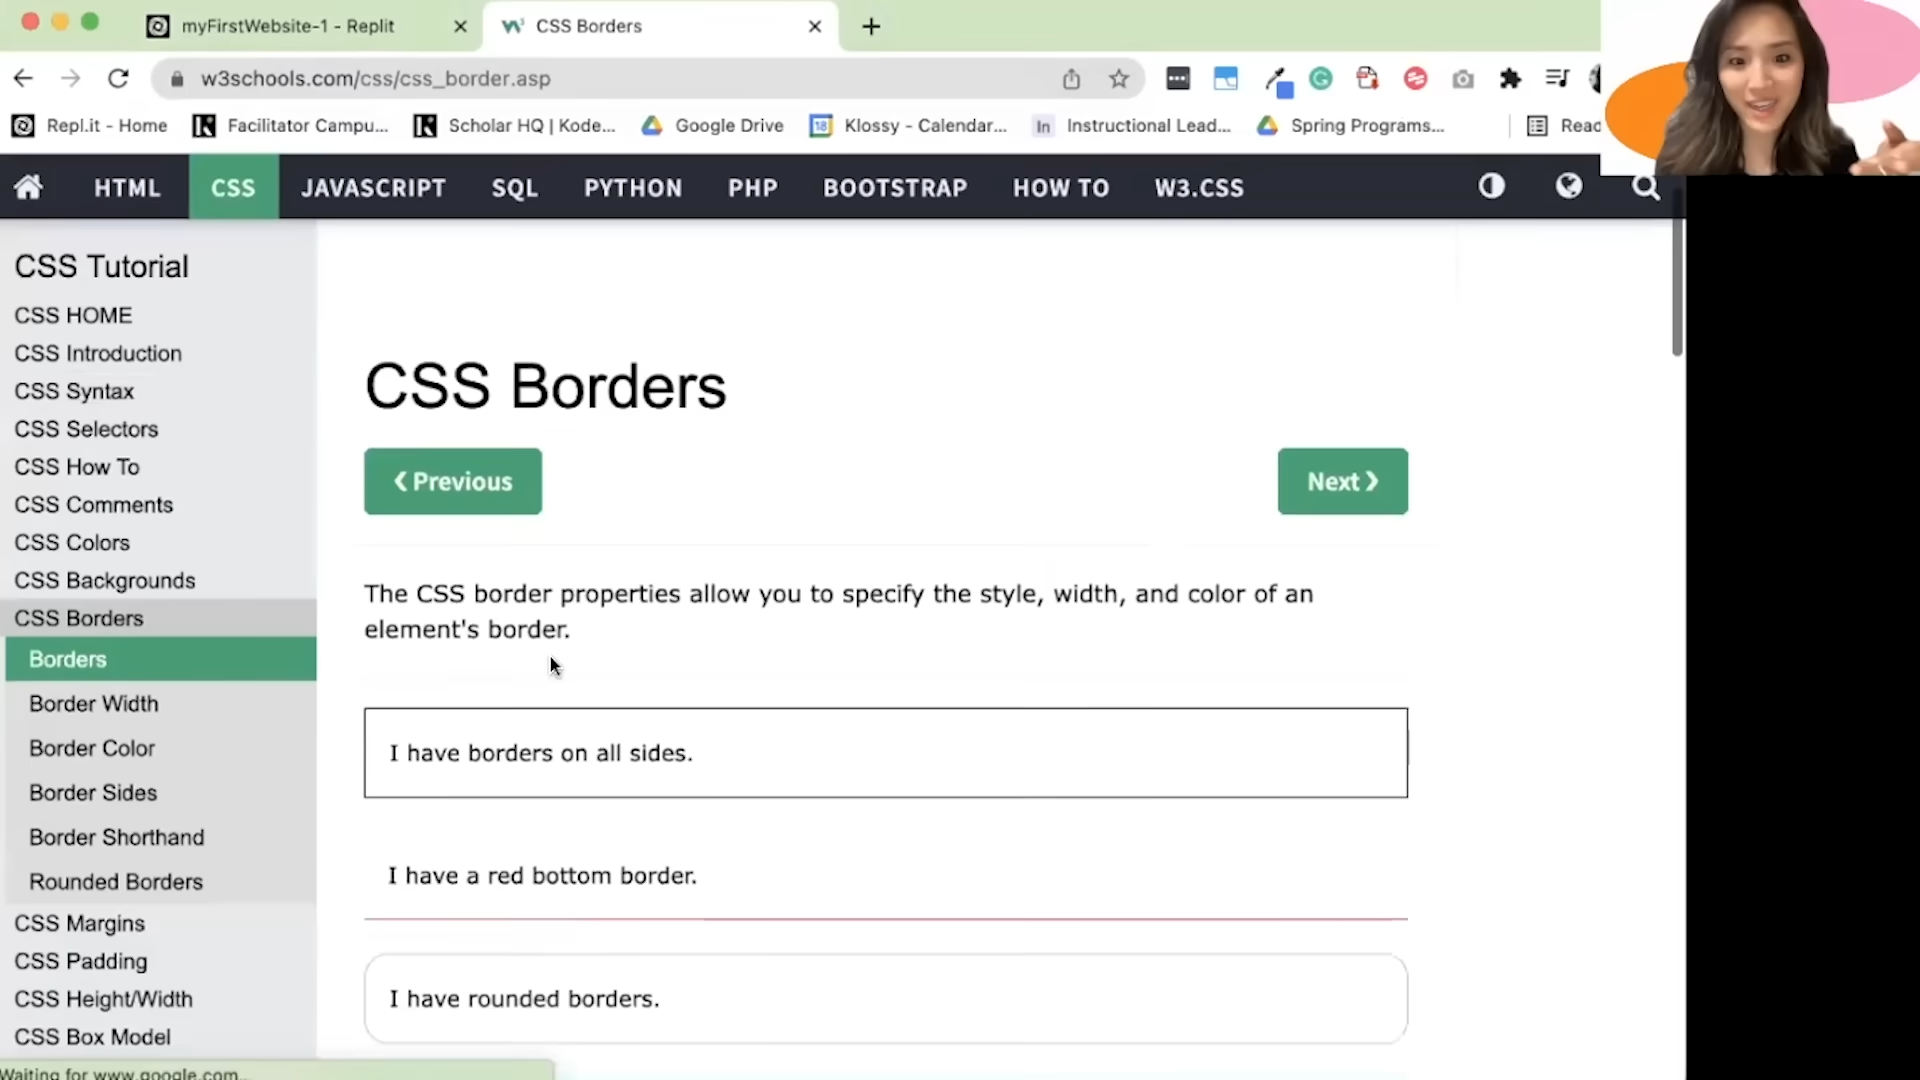 myFirstWebsite-1 - Replit
CSS Borders
w3schools.com/css/css_border.asp
Repl.it - Home
Facilitator Campu...
Scholar HQ | Kode...
Google Drive
18
Klossy - Calendar...
In
Instructional Lead...
Spring Programs...
HTML
CSS
JAVASCRIPT
SQL
PYTHON
PHP
BOOTSTRAP
HOW TO
W3.CSS
CSS Tutorial
CSS HOME
CSS Introduction
CSS Syntax
CSS Selectors
CSS How To
CSS Comments
CSS Colors
CSS Backgrounds
CSS Borders
Borders
Border Width
Border Color
Border Sides
Border Shorthand
Rounded Borders
CSS Margins
CSS Padding
CSS Height/Width
CSS Box Model
CSS Borders
❮ Previous
Next ❯
The CSS border properties allow you to specify the style, width, and color of an
element's border.
I have borders on all sides.
I have a red bottom border.
I have rounded borders.
Waiting for www.google.com...